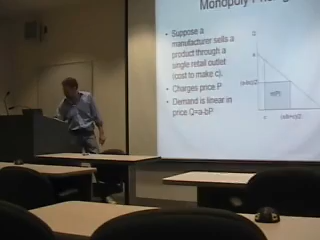 Monopoly Pricing
• Suppose a
manufacturer sells a
product through a
single retail outlet
(cost to make c).
• Charges price P
• Demand is linear in
price Q=a-bP